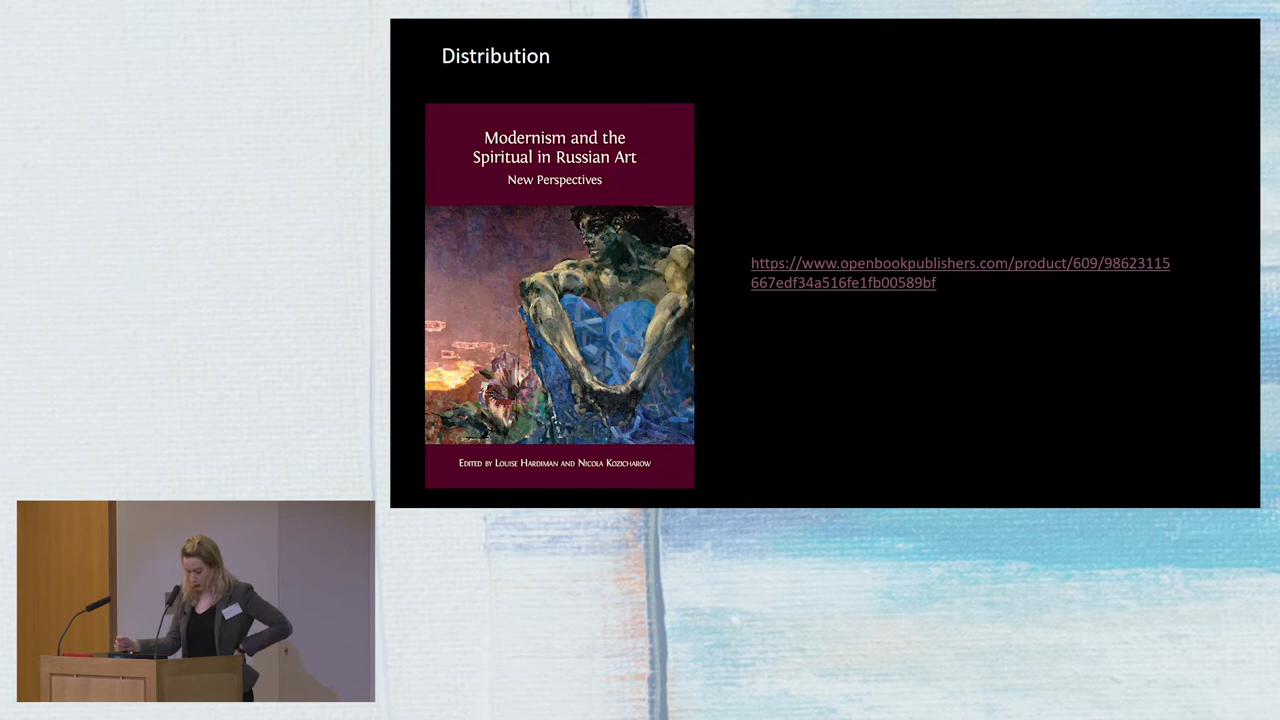 Distribution
Modernism and the
Spiritual in Russian Art
New Perspectives
Edited by Louise Hardiman and Nicola Kozicharow
https://www.openbookpublishers.com/product/609/98623115
667edf34a516fe1fb00589bf